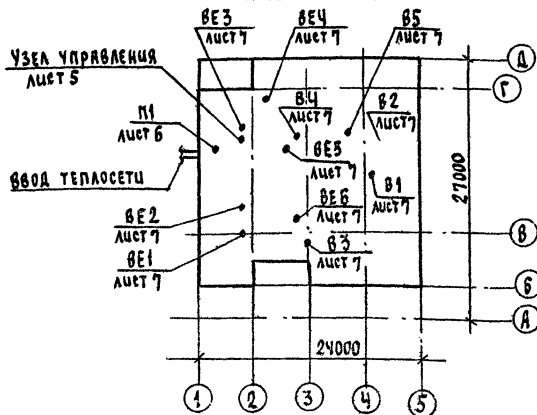 ВЕ3
лист 7
ВЕ4
лист 7
В5
лист 7
Д
Г
Узел управления
лист 5
В4
лист 7
В2
лист 7
П1
лист 6
ВЕ5
лист 7
В1
лист 7
Ввод теплосети
27000
ВЕ2
лист 7
ВЕ6
лист 7
В
ВЕ1
лист 7
В3
лист 7
Б
А
24000
1
2
3
4
5